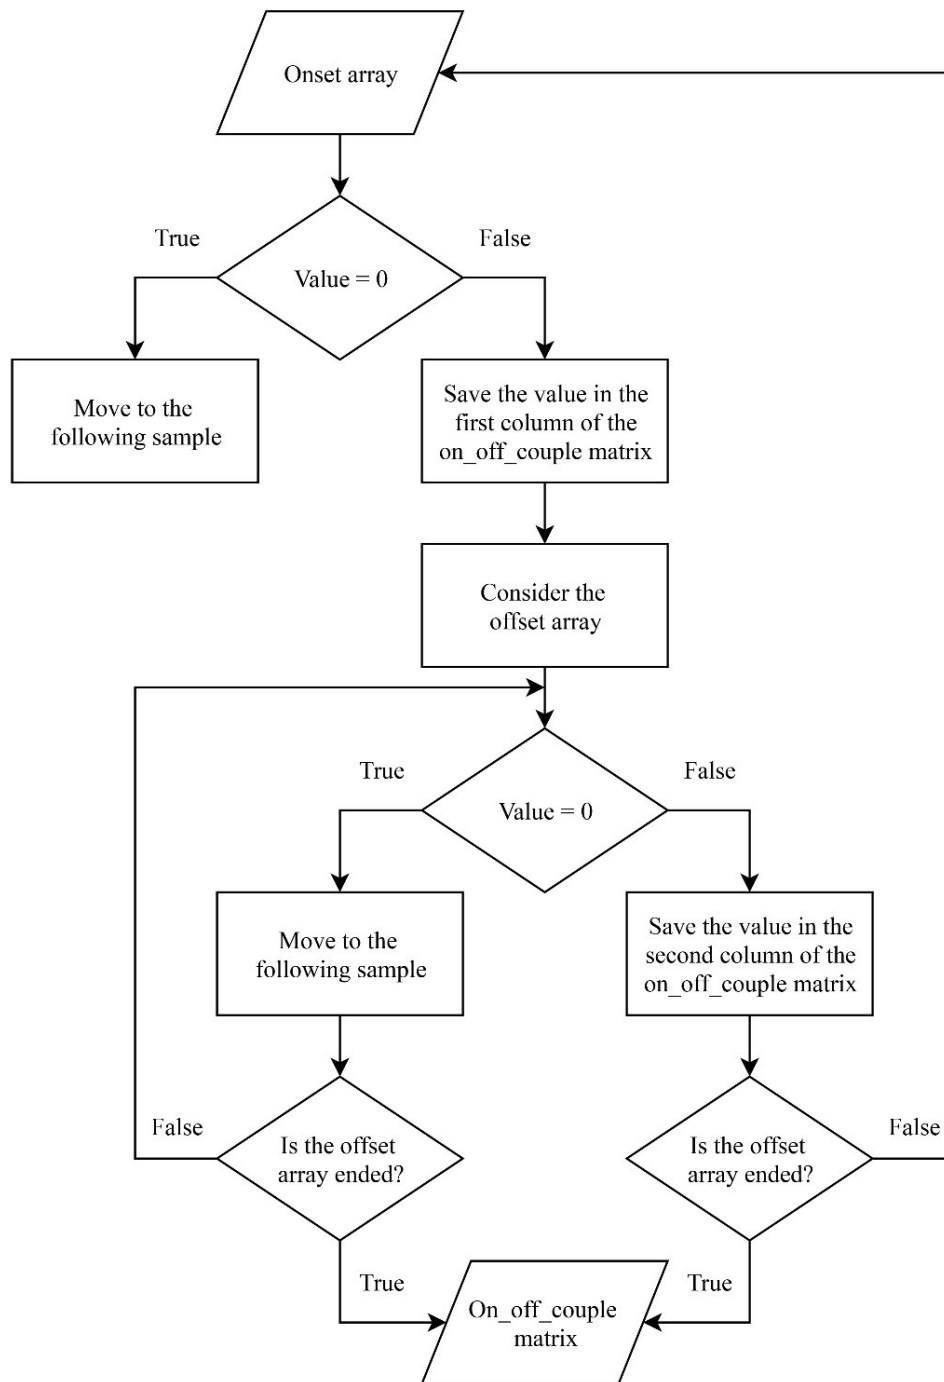 Onset array
True
False
Value = 0
Move to the
following sample
Save the value in the
first column of the
on_off_couple matrix
Consider the
offset array
True
False
Value = 0
Move to the
following sample
Save the value in the
second column of the
on_off_couple matrix
False
Is the offset
array ended?
Is the offset
array ended?
False
True
True
On_off_couple
matrix